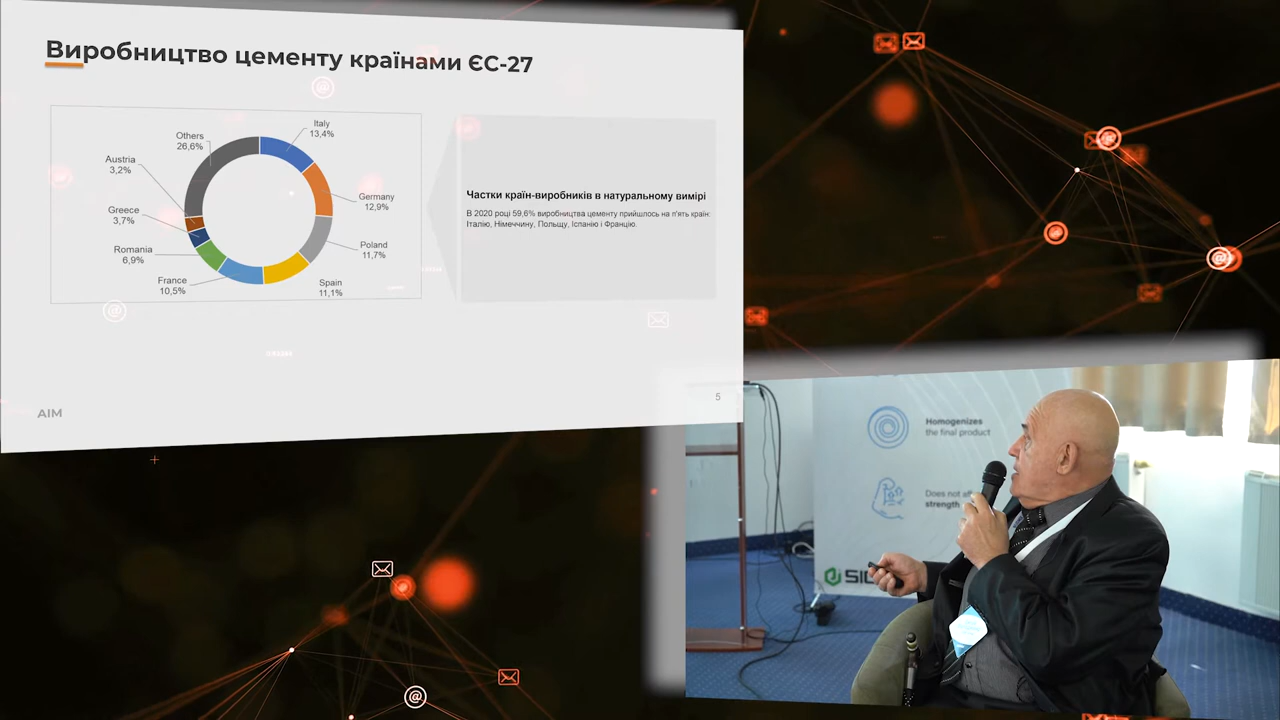 Виробництво цементу країнами ЄС-27
Italy
13,4%
Germany
12,9%
Poland
11,7%
Spain
11,1%
France
10,5%
Romania
6,9%
Greece
3,7%
Austria
3,2%
Others
26,6%
Частки країн-виробників в натуральному вимірі
В 2020 році 59,6% виробництва цементу прийшлось на п'ять країн:
Італію, Німеччину, Польщу, Іспанію і Францію.
AIM
5
Homogenizes
the final product
Does not
strength